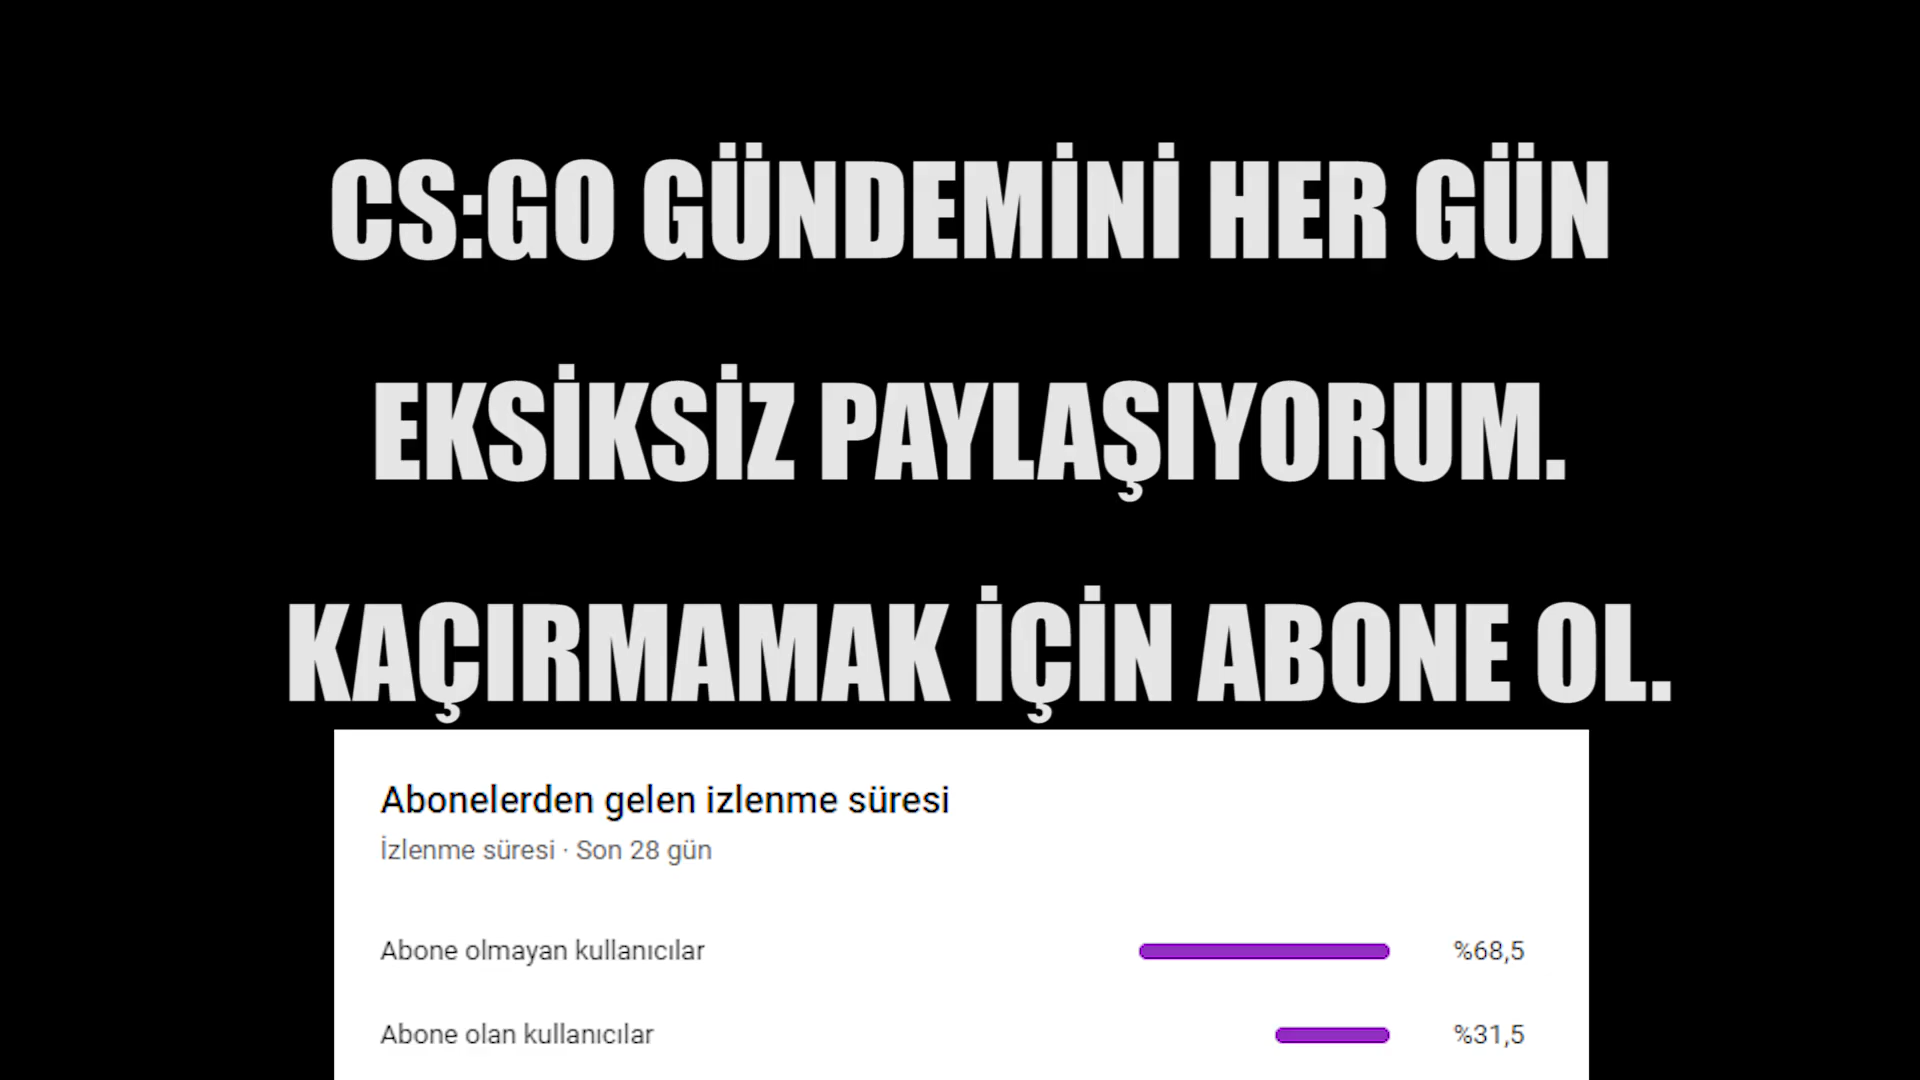 CS:GO GÜNDEMİNİ HER GÜN
EKSİKSİZ PAYLAŞIYORUM.
KAÇIRMAMAK İÇİN ABONE OL.
Abonelerden gelen izlenme süresi
İzlenme süresi · Son 28 gün
Abone olmayan kullanıcılar %68,5
Abone olan kullanıcılar %31,5